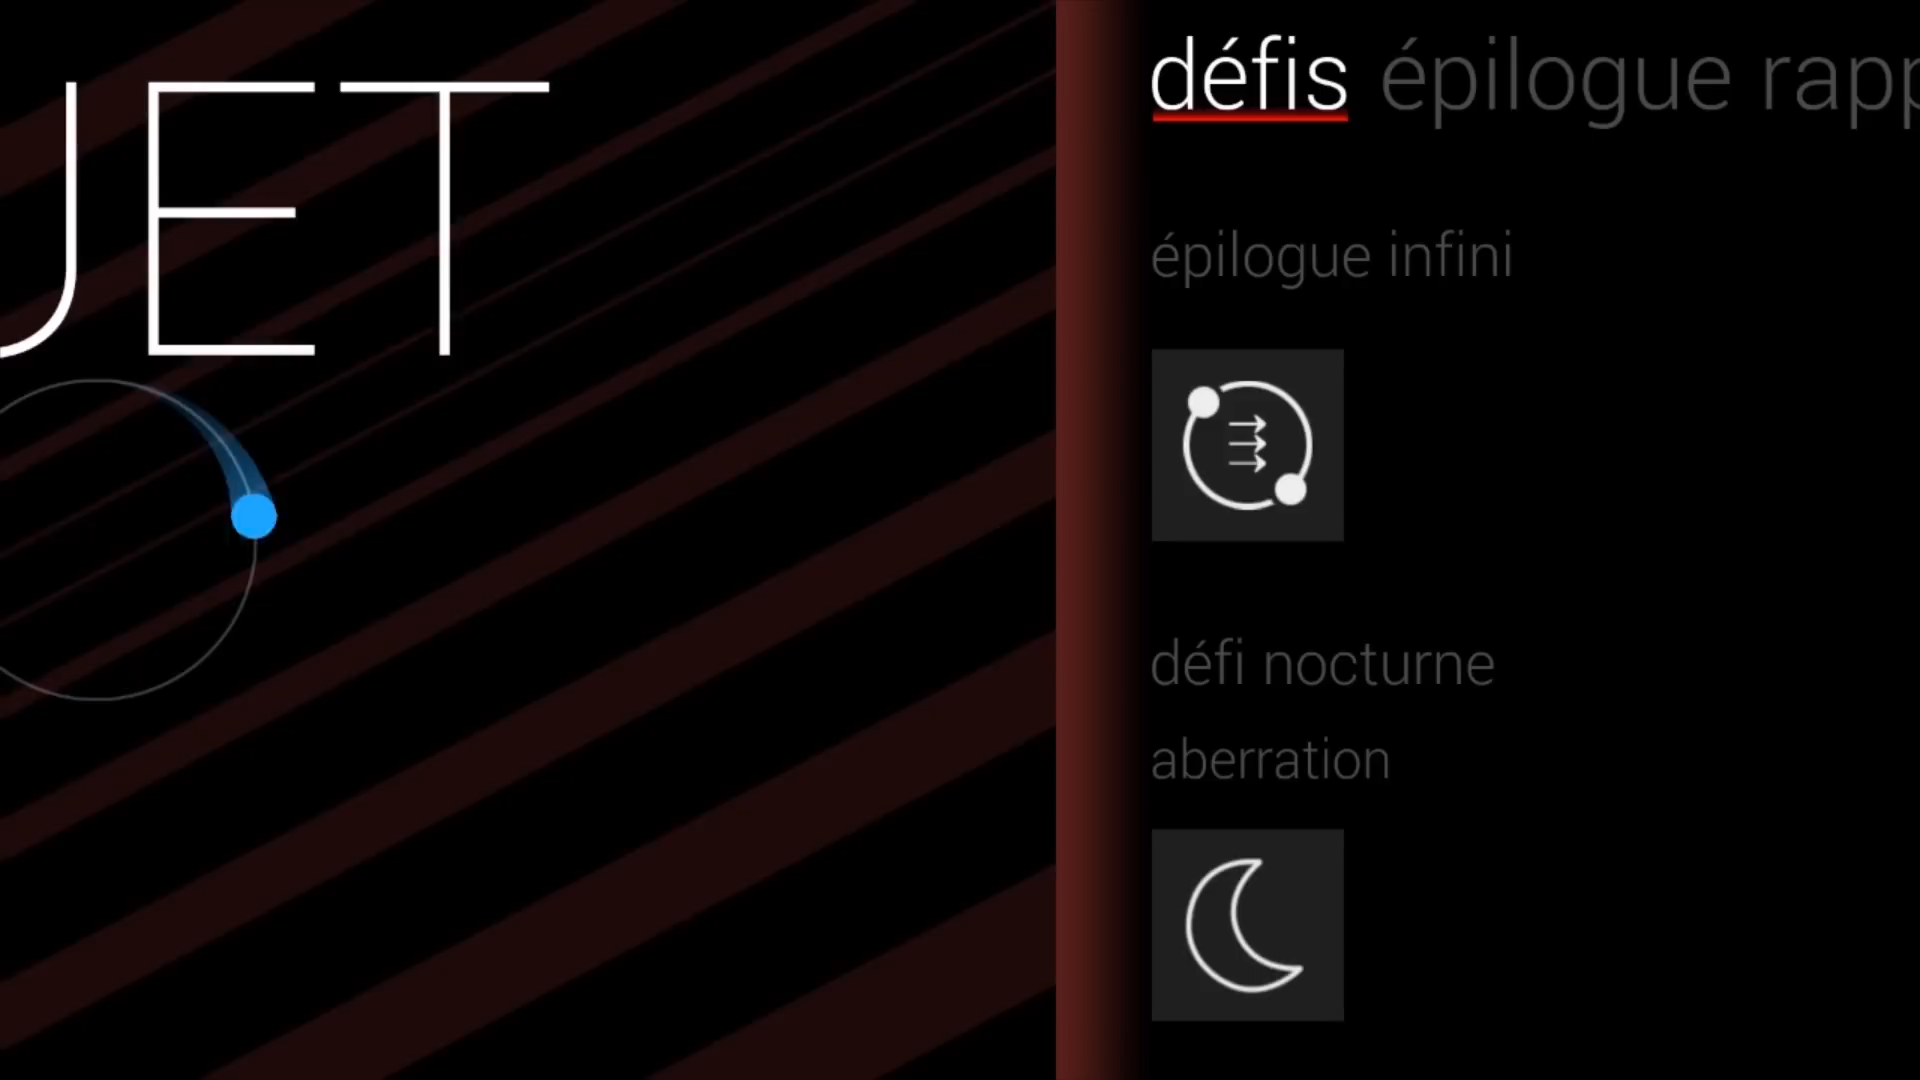 JET
défis épilogue rapp
épilogue infini
défi nocturne
aberration